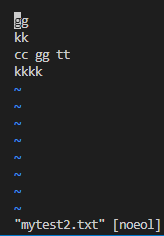 gg
kk
cc gg tt
kkkk
~
~
~
~
~
~
~
"mytest2.txt" [noeol]